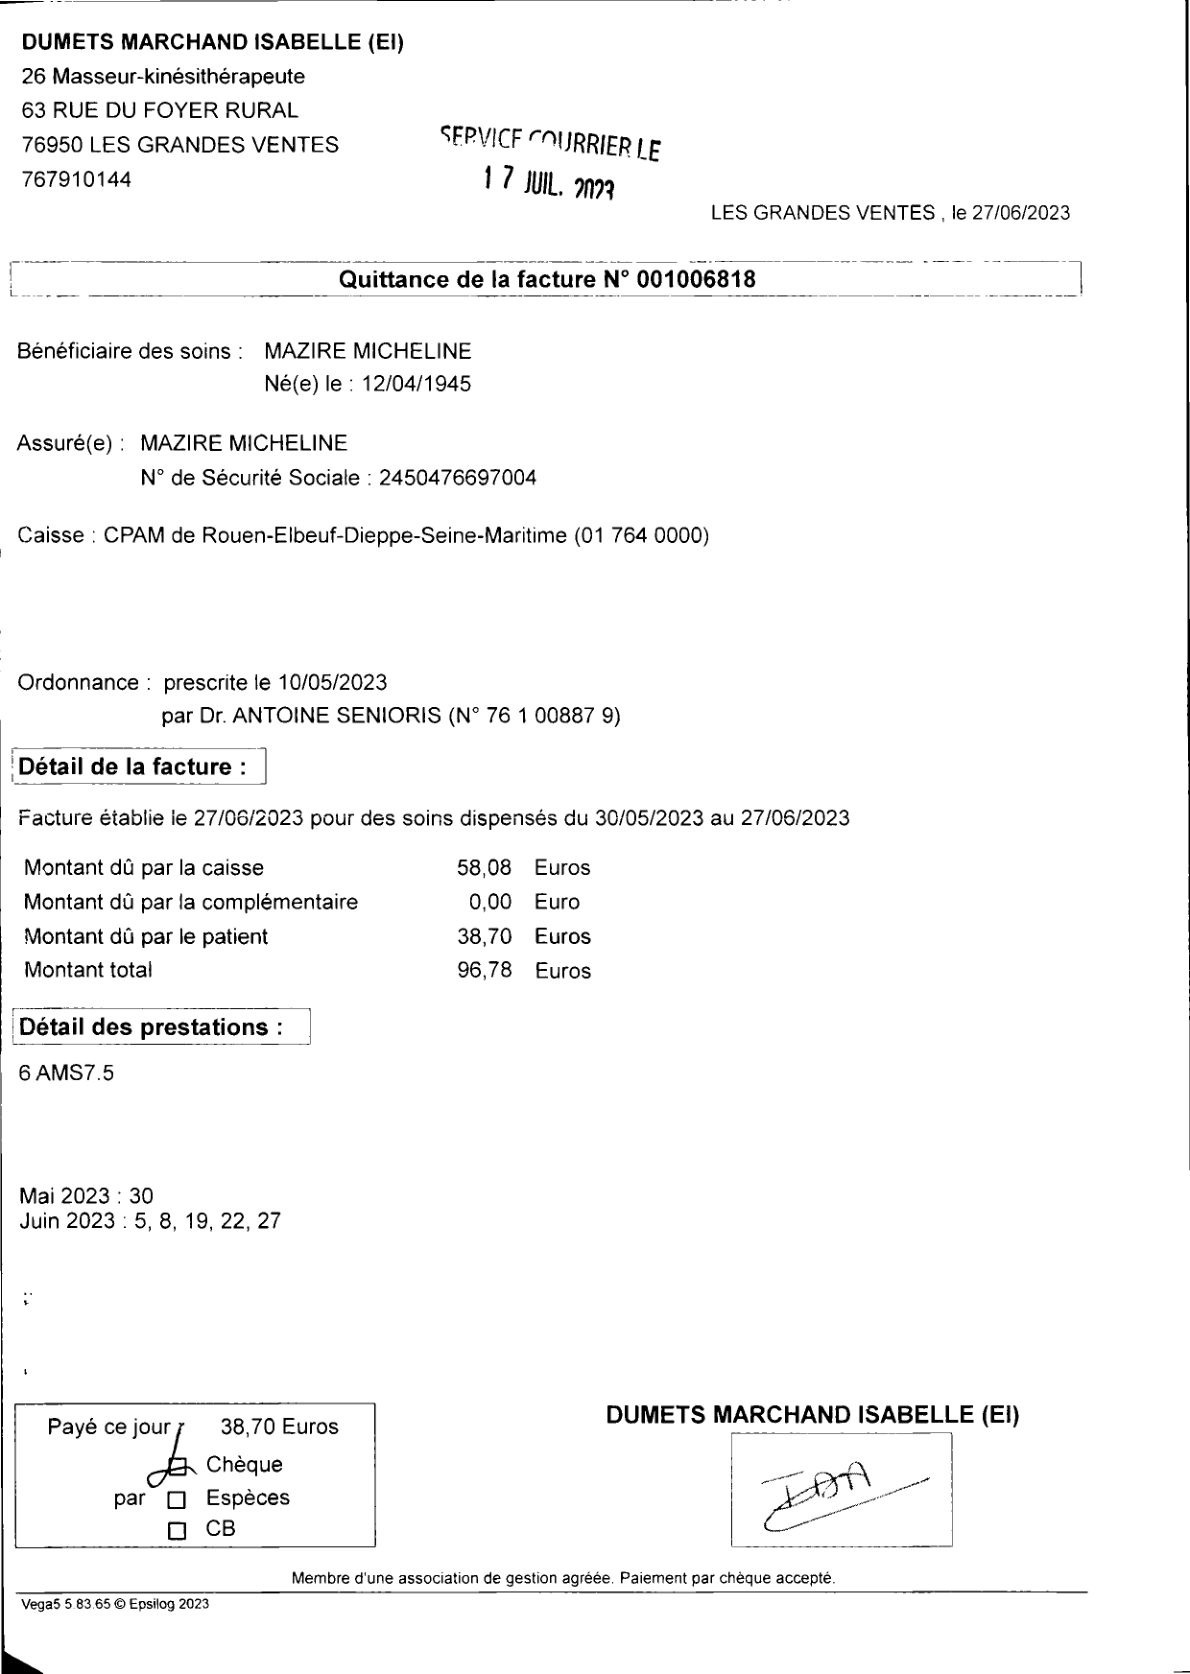 DUMETS MARCHAND ISABELLE (EI)
26 Masseur-kinésithérapeute
63 RUE DU FOYER RURAL
76950 LES GRANDES VENTES
767910144
SERVICE COURRIER LE
17 JUIL. 2023
LES GRANDES VENTES , le 27/06/2023
Quittance de la facture N° 001006818
Bénéficiaire des soins : MAZIRE MICHELINE
Né(e) le : 12/04/1945
Assuré(e) : MAZIRE MICHELINE
N° de Sécurité Sociale : 2450476697004
Caisse : CPAM de Rouen-Elbeuf-Dieppe-Seine-Maritime (01 764 0000)
Ordonnance : prescrite le 10/05/2023
par Dr. ANTOINE SENIORIS (N° 76 1 00887 9)
Détail de la facture :
Facture établie le 27/06/2023 pour des soins dispensés du 30/05/2023 au 27/06/2023
Montant dû par la caisse 58,08 Euros
Montant dû par la complémentaire 0,00 Euro
Montant dû par le patient 38,70 Euros
Montant total 96,78 Euros
Détail des prestations :
6 AMS7.5
Mai 2023 : 30
Juin 2023 : 5, 8, 19, 22, 27
Payé ce jour 38,70 Euros
Chèque
par Espèces
CB
DUMETS MARCHAND ISABELLE (EI)
Membre d'une association de gestion agréée. Paiement par chèque accepté.
Vega5 5.83.65 © Epsilog 2023